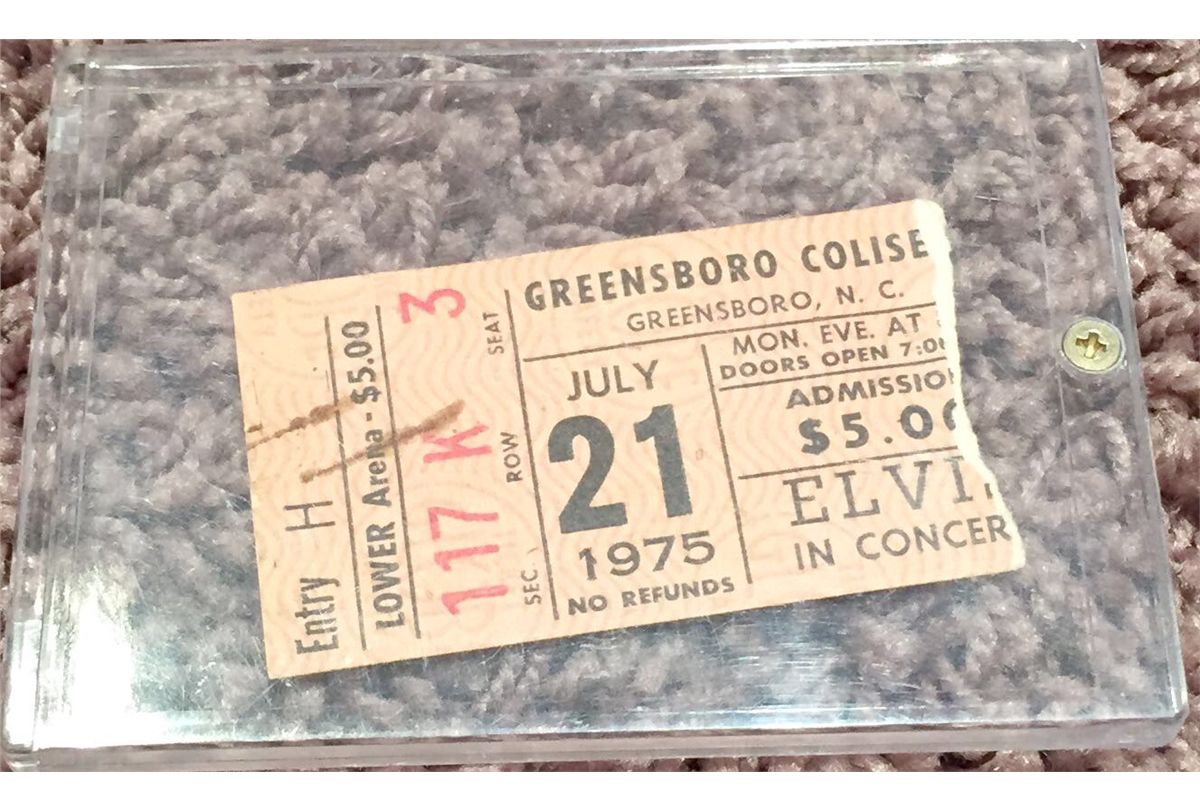 Entry H
LOWER Arena - $5.00
117 K 3
SEC. ROW SEAT
GREENSBORO COLISE
GREENSBORO, N. C.
JULY
21
1975
NO REFUNDS
MON. EVE. AT
DOORS OPEN 7:0
ADMISSIO
$5.00
ELVI
IN CONCER